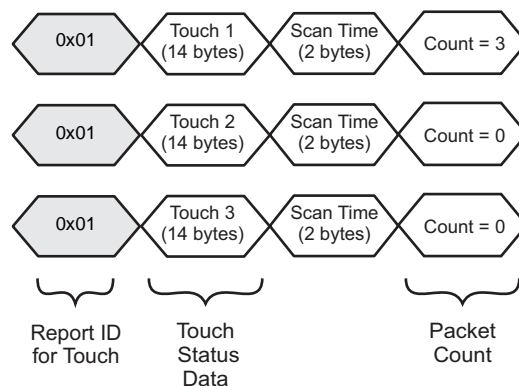 0x01
Touch 1
(14 bytes)
Scan Time
(2 bytes)
Count = 3
0x01
Touch 2
(14 bytes)
Scan Time
(2 bytes)
Count = 0
0x01
Touch 3
(14 bytes)
Scan Time
(2 bytes)
Count = 0
Report ID
for Touch
Touch
Status
Data
Packet
Count